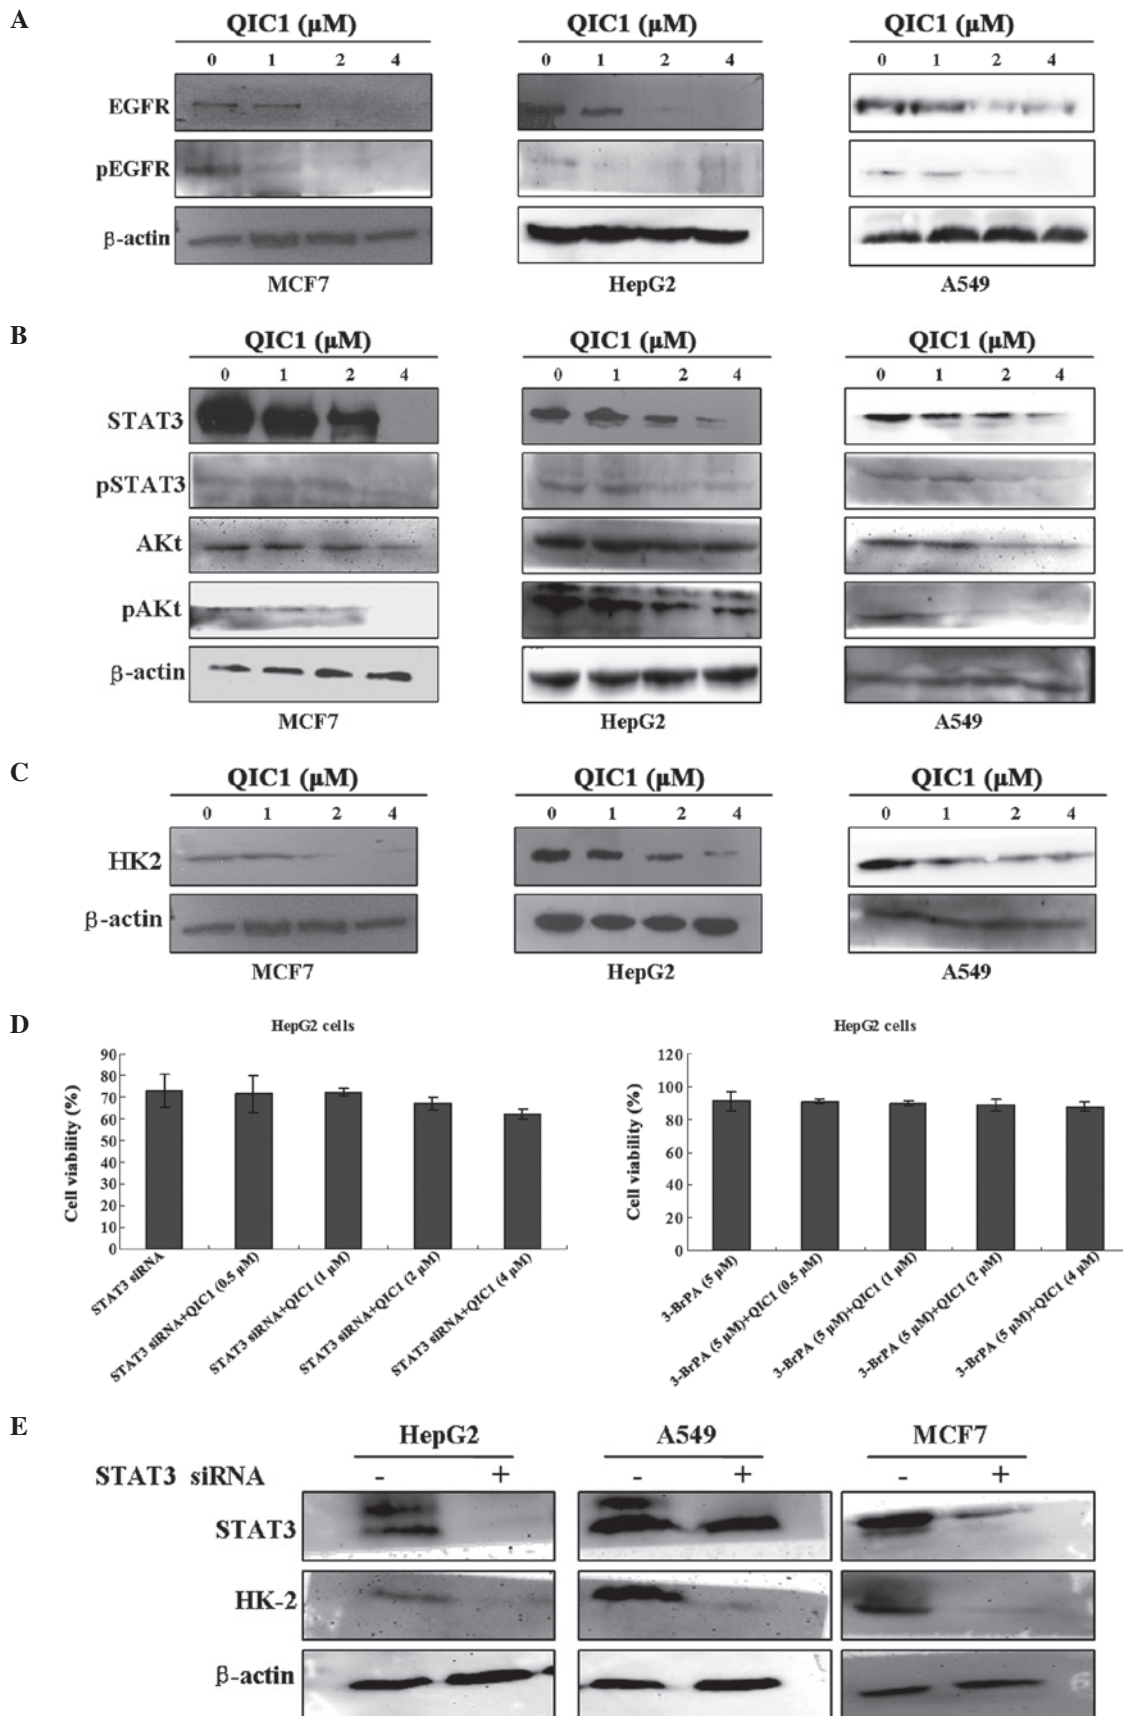 A
QIC1 (µM) QIC1 (µM) QIC1 (µM)
0 1 2 4 0 1 2 4 0 1 2 4
EGFR
pEGFR
β-actin
MCF7 HepG2 A549
B
QIC1 (µM) QIC1 (µM) QIC1 (µM)
0 1 2 4 0 1 2 4 0 1 2 4
STAT3
pSTAT3
AKt
pAKt
β-actin
MCF7 HepG2 A549
C
QIC1 (µM) QIC1 (µM) QIC1 (µM)
0 1 2 4 0 1 2 4 0 1 2 4
HK2
β-actin
MCF7 HepG2 A549
D
HepG2 cells
Cell viability (%)
90
80
70
60
50
40
30
20
10
0
STAT3 siRNA
STAT3 siRNA+QIC1 (0.5 µM)
STAT3 siRNA+QIC1 (1 µM)
STAT3 siRNA+QIC1 (2 µM)
STAT3 siRNA+QIC1 (4 µM)
HepG2 cells
Cell viability (%)
120
100
80
60
40
20
0
3-BrPA (5 µM)
3-BrPA (5 µM)+QIC1 (0.5 µM)
3-BrPA (5 µM)+QIC1 (1 µM)
3-BrPA (5 µM)+QIC1 (2 µM)
3-BrPA (5 µM)+QIC1 (4 µM)
E
HepG2 A549 MCF7
STAT3 siRNA - + - + - +
STAT3
HK-2
β-actin